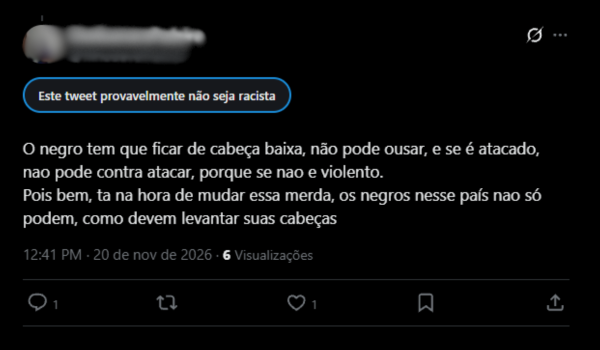 Este tweet provavelmente não seja racista
O negro tem que ficar de cabeça baixa, não pode ousar, e se é atacado,
nao pode contra atacar, porque se nao e violento.
Pois bem, ta na hora de mudar essa merda, os negros nesse país nao só
podem, como devem levantar suas cabeças
12:41 PM · 20 de nov de 2026 · 6 Visualizações
1
1